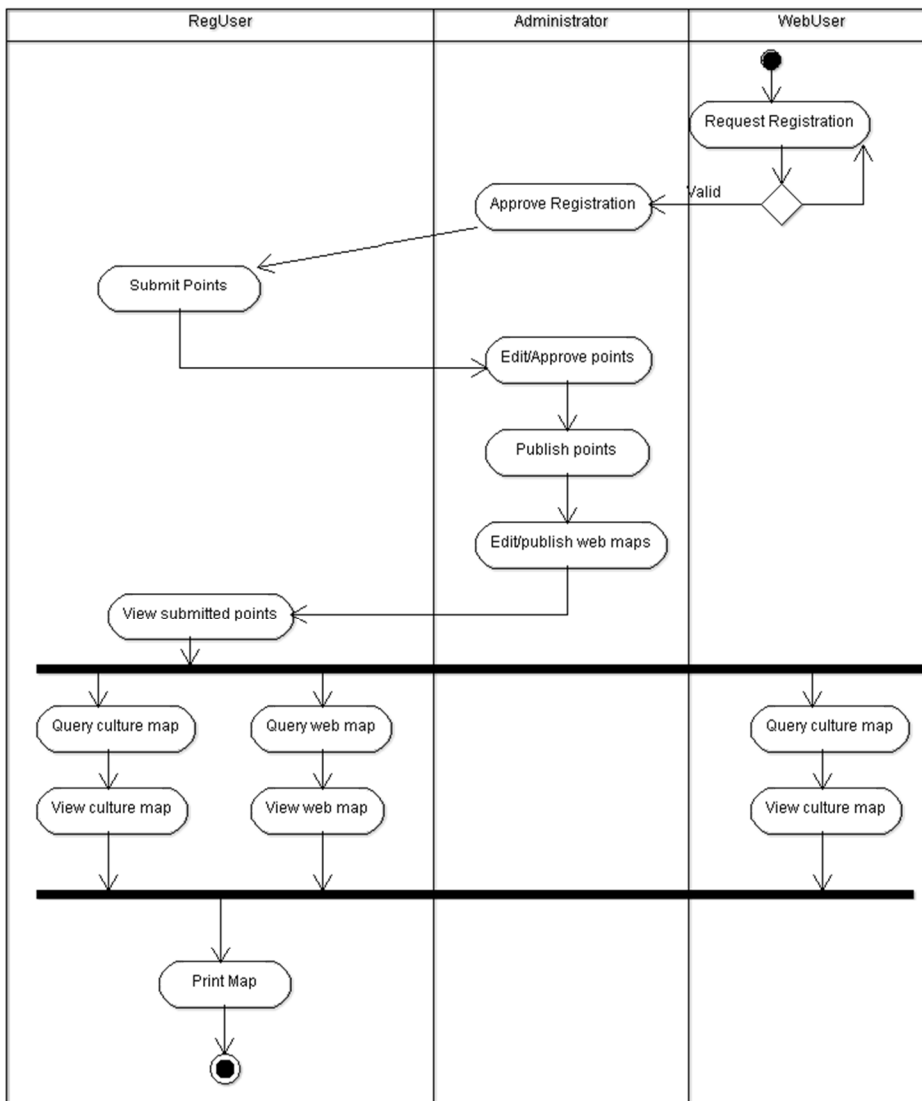 RegUser
Administrator
WebUser
Request Registration
Valid
Approve Registration
Submit Points
Edit/Approve points
Publish points
Edit/publish web maps
View submitted points
Query culture map
Query web map
Query culture map
View culture map
View web map
View culture map
Print Map